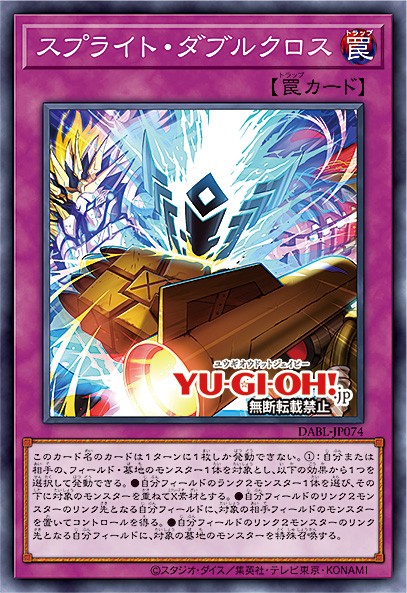 スプライト・ダブルクロス
トラップ
罠
【罠カード】
トラップ
ユウギオウドットジェイピー
YU-GI-OH!.JP
無断転載禁止
DABL-JP074
このカード名のカードは1ターンに1枚しか発動できない。①：自分または
相手の、フィールド・墓地のモンスター1体を対象とし、以下の効果から1つを
選択して発動できる。●自分フィールドのランク2モンスター1体を選び、その
下に対象のモンスターを重ねてX素材とする。●自分フィールドのリンク2モン
スターのリンク先となる自分フィールドに、対象の相手フィールドのモンスター
を置いてコントロールを得る。●自分フィールドのリンク2モンスターのリンク
先となる自分フィールドに、対象の墓地のモンスターを特殊召喚する。
©スタジオ・ダイス／集英社・テレビ東京・KONAMI